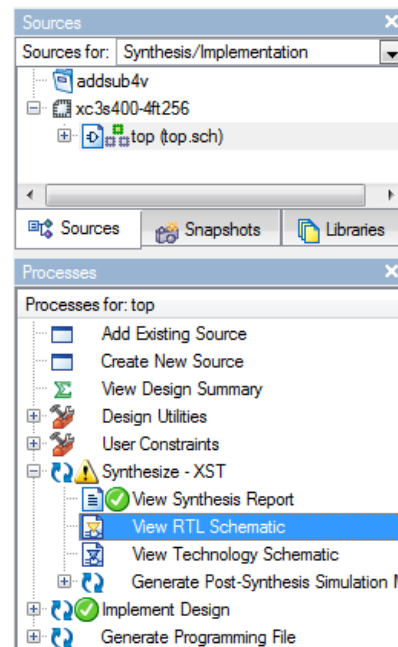 Sources
Sources for: Synthesis/Implementation
addsub4v
xc3s400-4ft256
top (top.sch)
Sources Snapshots Libraries
Processes
Processes for: top
Add Existing Source
Create New Source
View Design Summary
Design Utilities
User Constraints
Synthesize - XST
View Synthesis Report
View RTL Schematic
View Technology Schematic
Generate Post-Synthesis Simulation
Implement Design
Generate Programming File